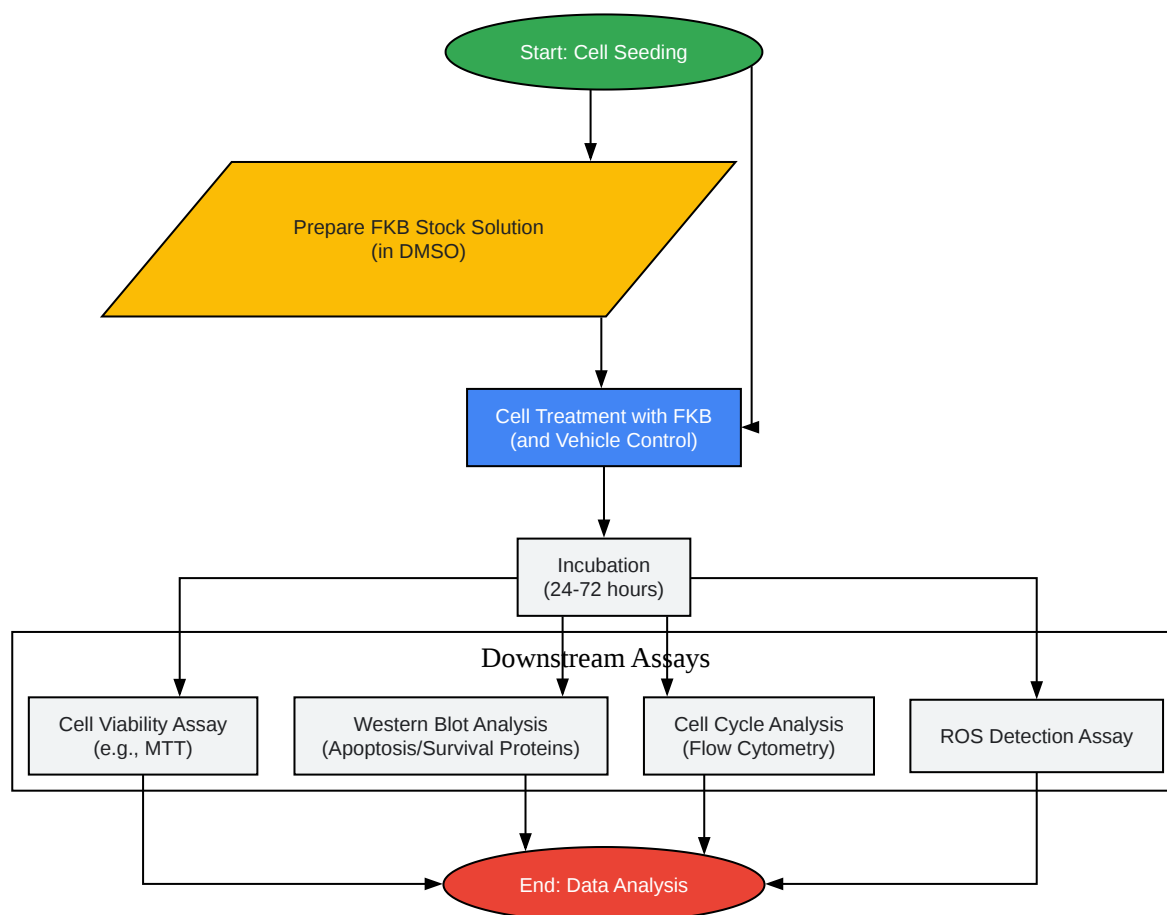 Start: Cell Seeding
Prepare FKB Stock Solution
(in DMSO)
Cell Treatment with FKB
(and Vehicle Control)
Incubation
(24-72 hours)
Downstream Assays
Cell Viability Assay
(e.g., MTT)
Western Blot Analysis
(Apoptosis/Survival Proteins)
Cell Cycle Analysis
(Flow Cytometry)
ROS Detection Assay
End: Data Analysis